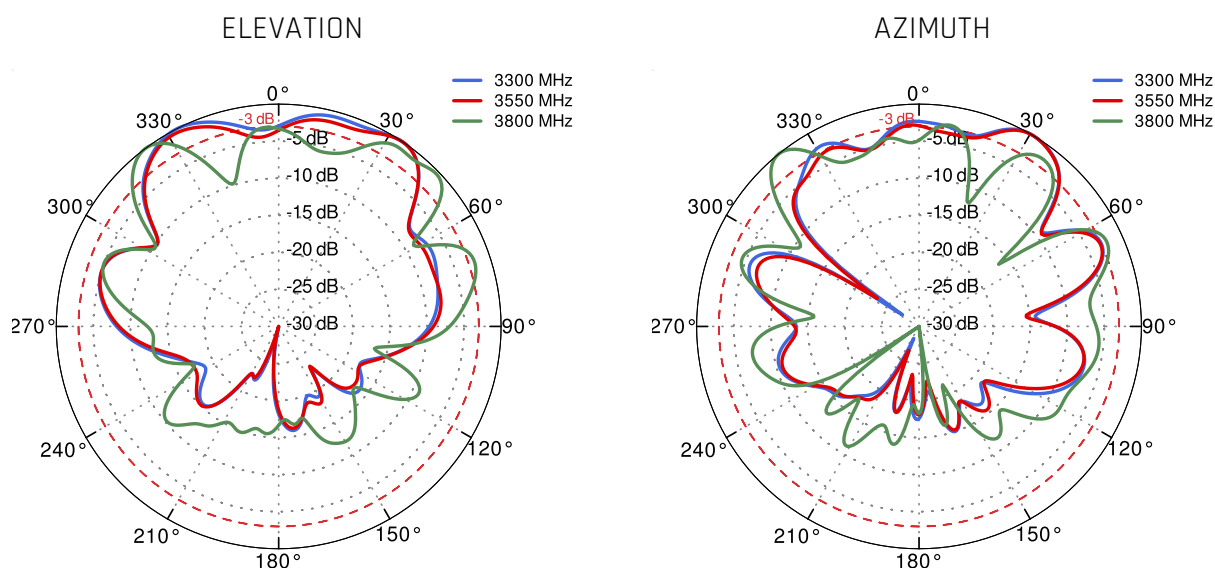 ELEVATION
3300 MHz
3550 MHz
3800 MHz
0°
330°
-3 dB
30°
-5 dB
-10 dB
300°
60°
-15 dB
-20 dB
-25 dB
270°
-30 dB
90°
240°
120°
210°
150°
180°
AZIMUTH
3300 MHz
3550 MHz
3800 MHz
0°
330°
-3 dB
30°
-5 dB
-10 dB
300°
60°
-15 dB
-20 dB
-25 dB
270°
-30 dB
90°
240°
120°
210°
150°
180°